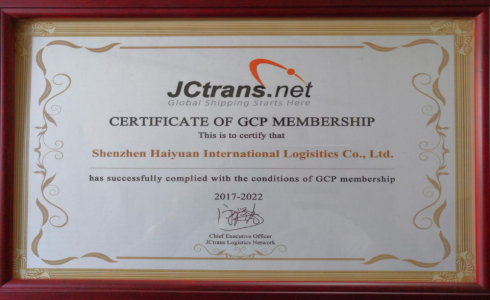 JCtrans.net
Global Shipping Starts Here
CERTIFICATE OF GCP MEMBERSHIP
This is to certify that
Shenzhen Haiyuan International Logisitics Co., Ltd.
has successfully complied with the conditions of GCP membership
2017-2022
Chief Executive Officer
JCtrans Logistics Network